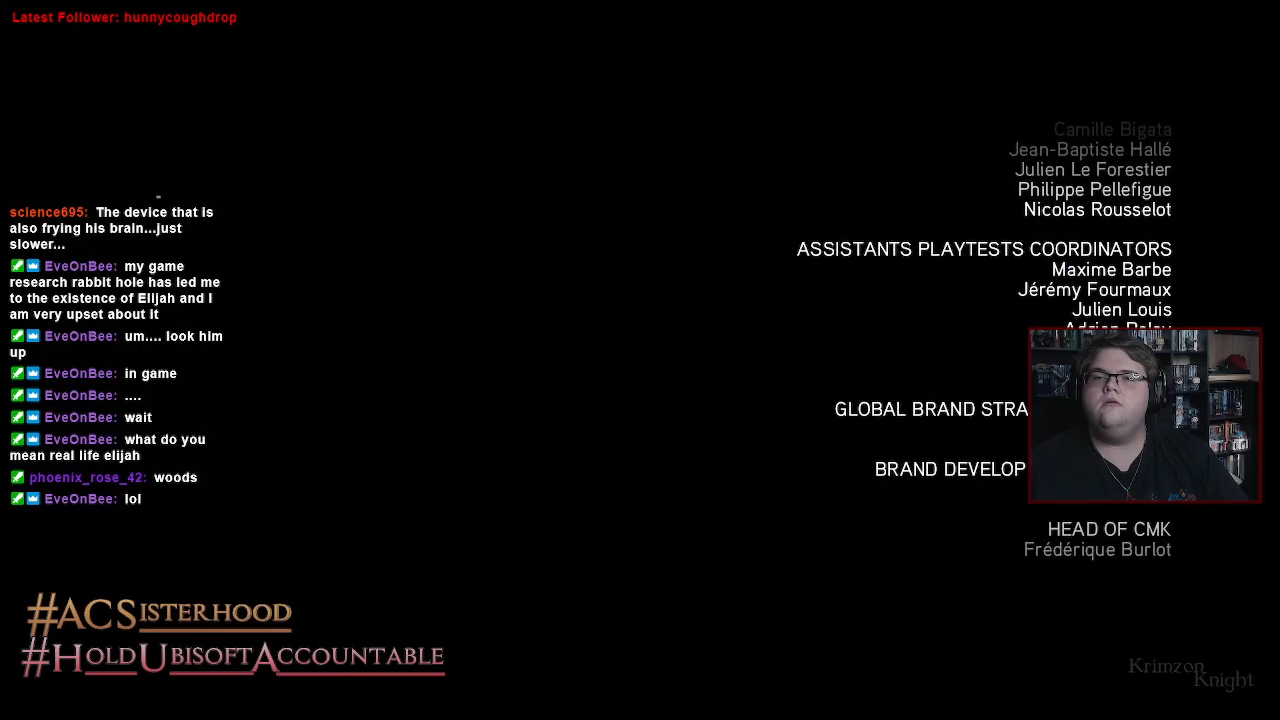 Latest Follower: hunnycoughdrop
science695: The device that is
also frying his brain...just
slower...
EveOnBee: my game
research rabbit hole has led me
to the existence of Elijah and I
am very upset about it
EveOnBee: um.... look him
up
EveOnBee: in game
EveOnBee: ....
EveOnBee: wait
EveOnBee: what do you
mean real life elijah
phoenix_rose_42: woods
EveOnBee: lol
#ACSISTERHOOD
#HOLDUBISOFTACCOUNTABLE
Camille Bigata
Jean-Baptiste Hallé
Julien Le Forestier
Philippe Pellefigue
Nicolas Rousselot
ASSISTANTS PLAYTESTS COORDINATORS
Maxime Barbe
Jérémy Fourmaux
Julien Louis
GLOBAL BRAND STRA
BRAND DEVELOP
HEAD OF CMK
Frédérique Burlot
Krimzon
Knight